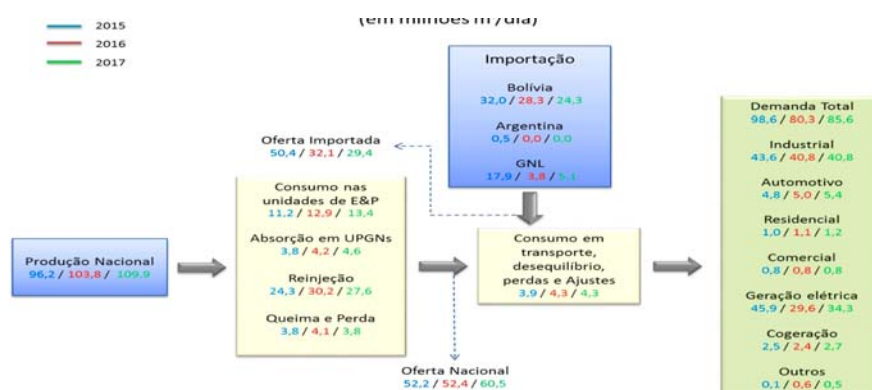 (em milhões m³/dia)
2015
2016
2017
Importação
Bolívia
32,0 / 28,3 / 24,3
Argentina
0,5 / 0,0 / 0,0
GNL
17,9 / 3,8 / 5,1
Oferta Importada
50,4 / 32,1 / 29,4
Produção Nacional
96,2 / 103,8 / 109,9
Consumo nas
unidades de E&P
11,2 / 12,9 / 13,4
Absorção em UPGNs
3,8 / 4,2 / 4,6
Reinjeção
24,3 / 30,2 / 27,6
Queima e Perda
3,8 / 4,1 / 3,8
Oferta Nacional
52,2 / 52,4 / 60,5
Consumo em
transporte,
desequilíbrio,
perdas e Ajustes
3,9 / 4,3 / 4,3
Demanda Total
98,6 / 80,3 / 85,6
Industrial
43,6 / 40,8 / 40,8
Automotivo
4,8 / 5,0 / 5,4
Residencial
1,0 / 1,1 / 1,2
Comercial
0,8 / 0,8 / 0,8
Geração elétrica
45,9 / 29,6 / 34,3
Cogeração
2,5 / 2,4 / 2,7
Outros
0,1 / 0,6 / 0,5